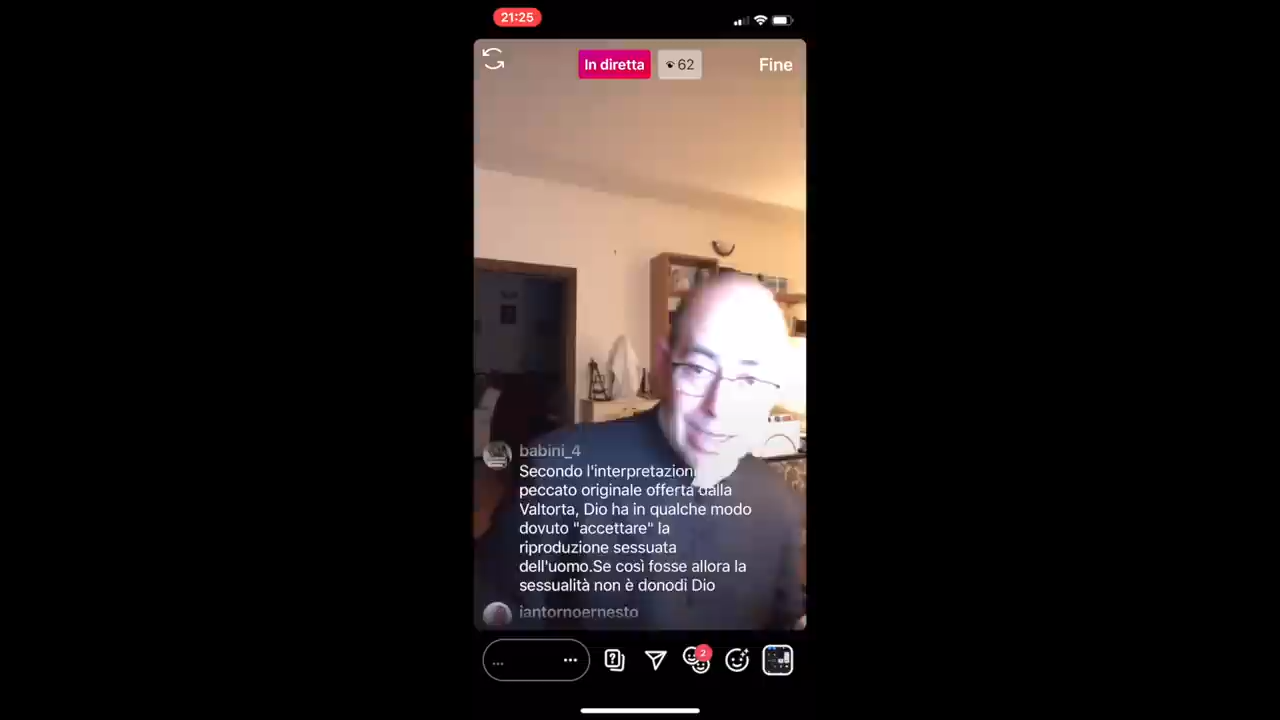 21:25
In diretta
62
Fine
babini_4
Secondo l'interpretazion
peccato originale offerta dalla
Valtorta, Dio ha in qualche modo
dovuto "accettare" la
riproduzione sessuata
dell'uomo.Se così fosse allora la
sessualità non è donodi Dio
iantornoernesto
...
2